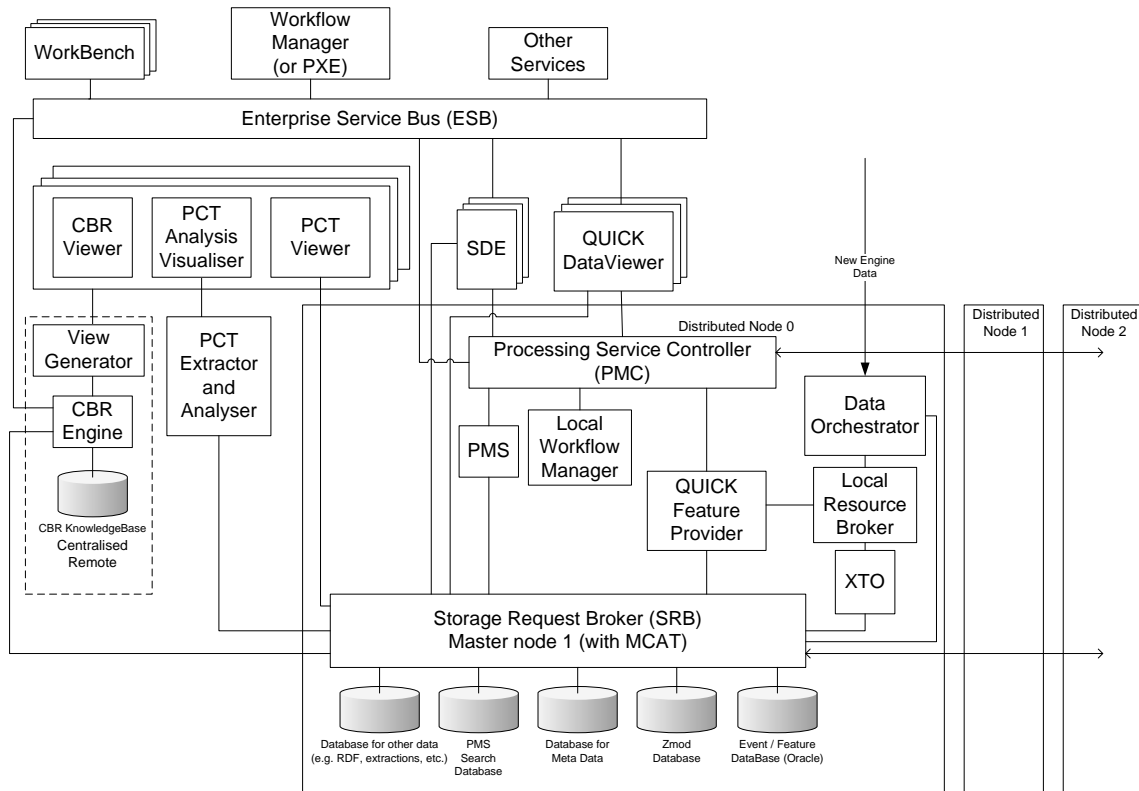 WorkBench
Workflow
Manager
(or PXE)
Other
Services
Enterprise Service Bus (ESB)
CBR
Viewer
PCT
Analysis
Visualiser
PCT
Viewer
SDE
QUICK
DataViewer
New Engine
Data
View
Generator
CBR
Engine
CBR KnowledgeBase
Centralised
Remote
PCT
Extractor
and
Analyser
Distributed Node 0
Distributed
Node 1
Distributed
Node 2
Processing Service Controller
(PMC)
PMS
Local
Workflow
Manager
QUICK
Feature
Provider
Data
Orchestrator
Local
Resource
Broker
XTO
Storage Request Broker (SRB)
Master node 1 (with MCAT)
Database for other data
(e.g. RDF, extractions, etc.)
PMS
Search
Database
Database for
Meta Data
Zmod
Database
Event / Feature
DataBase (Oracle)